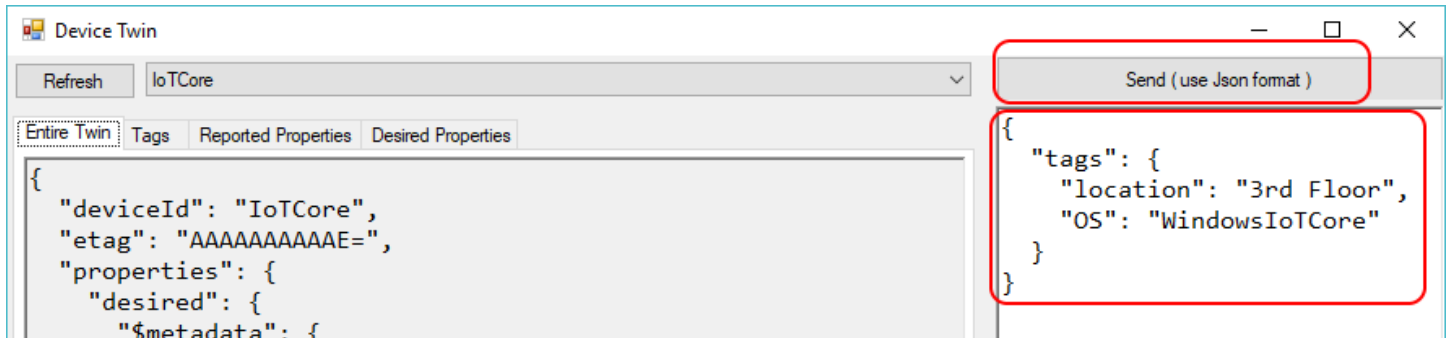 Device Twin
Refresh
IoTCore
Send ( use Json format )
Entire Twin
Tags
Reported Properties
Desired Properties
{
"deviceId": "IoTCore",
"etag": "AAAAAAAAAAE=",
"properties": {
"desired": {
"$metadata": {
{
"tags": {
"location": "3rd Floor",
"OS": "WindowsIoTCore"
}
}